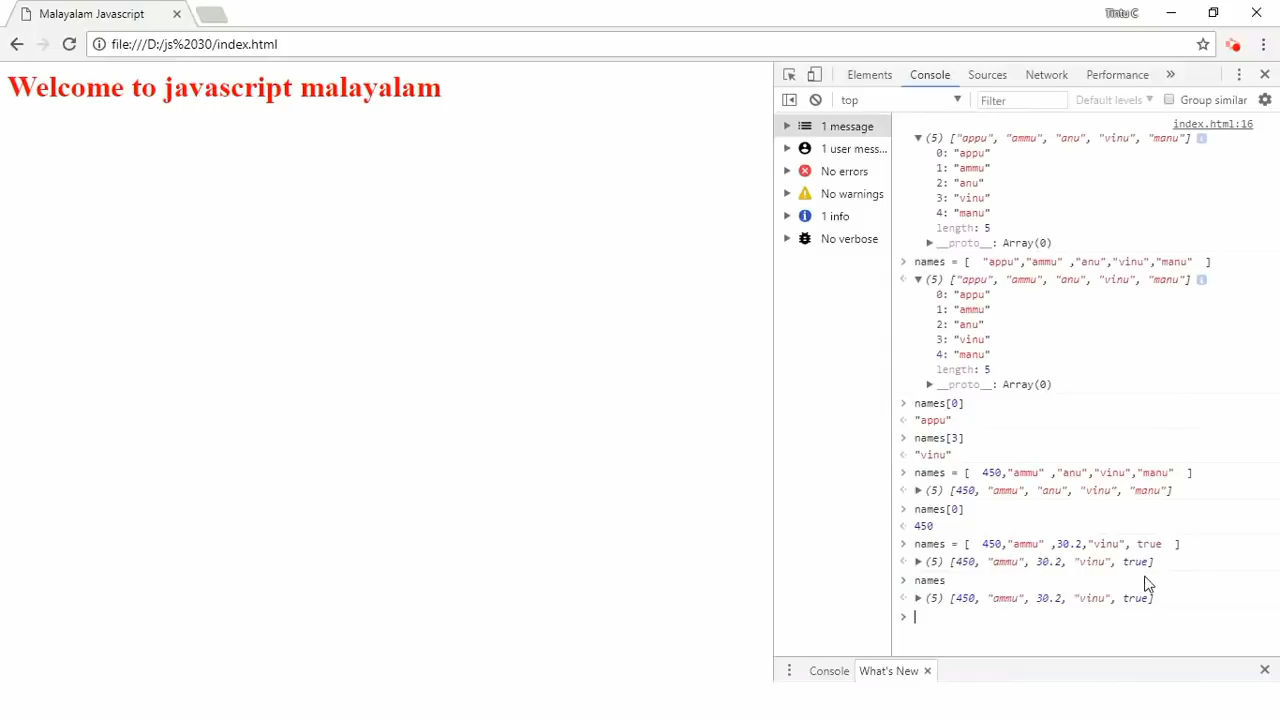 Malayalam Javascript
Tintu C
file:///D:/js%2030/index.html
Welcome to javascript malayalam
Elements Console Sources Network Performance »
top Filter Default levels Group similar
1 message
1 user mess...
No errors
No warnings
1 info
No verbose
index.html:16
(5) ["appu", "ammu", "anu", "vinu", "manu"]
0: "appu"
1: "ammu"
2: "anu"
3: "vinu"
4: "manu"
length: 5
__proto__: Array(0)
names = [ "appu","ammu" ,"anu","vinu","manu" ]
(5) ["appu", "ammu", "anu", "vinu", "manu"]
0: "appu"
1: "ammu"
2: "anu"
3: "vinu"
4: "manu"
length: 5
__proto__: Array(0)
names[0]
"appu"
names[3]
"vinu"
names = [ 450,"ammu" ,"anu","vinu","manu" ]
(5) [450, "ammu", "anu", "vinu", "manu"]
names[0]
450
names = [ 450,"ammu" ,30.2,"vinu", true ]
(5) [450, "ammu", 30.2, "vinu", true]
names
(5) [450, "ammu", 30.2, "vinu", true]
Console What's New